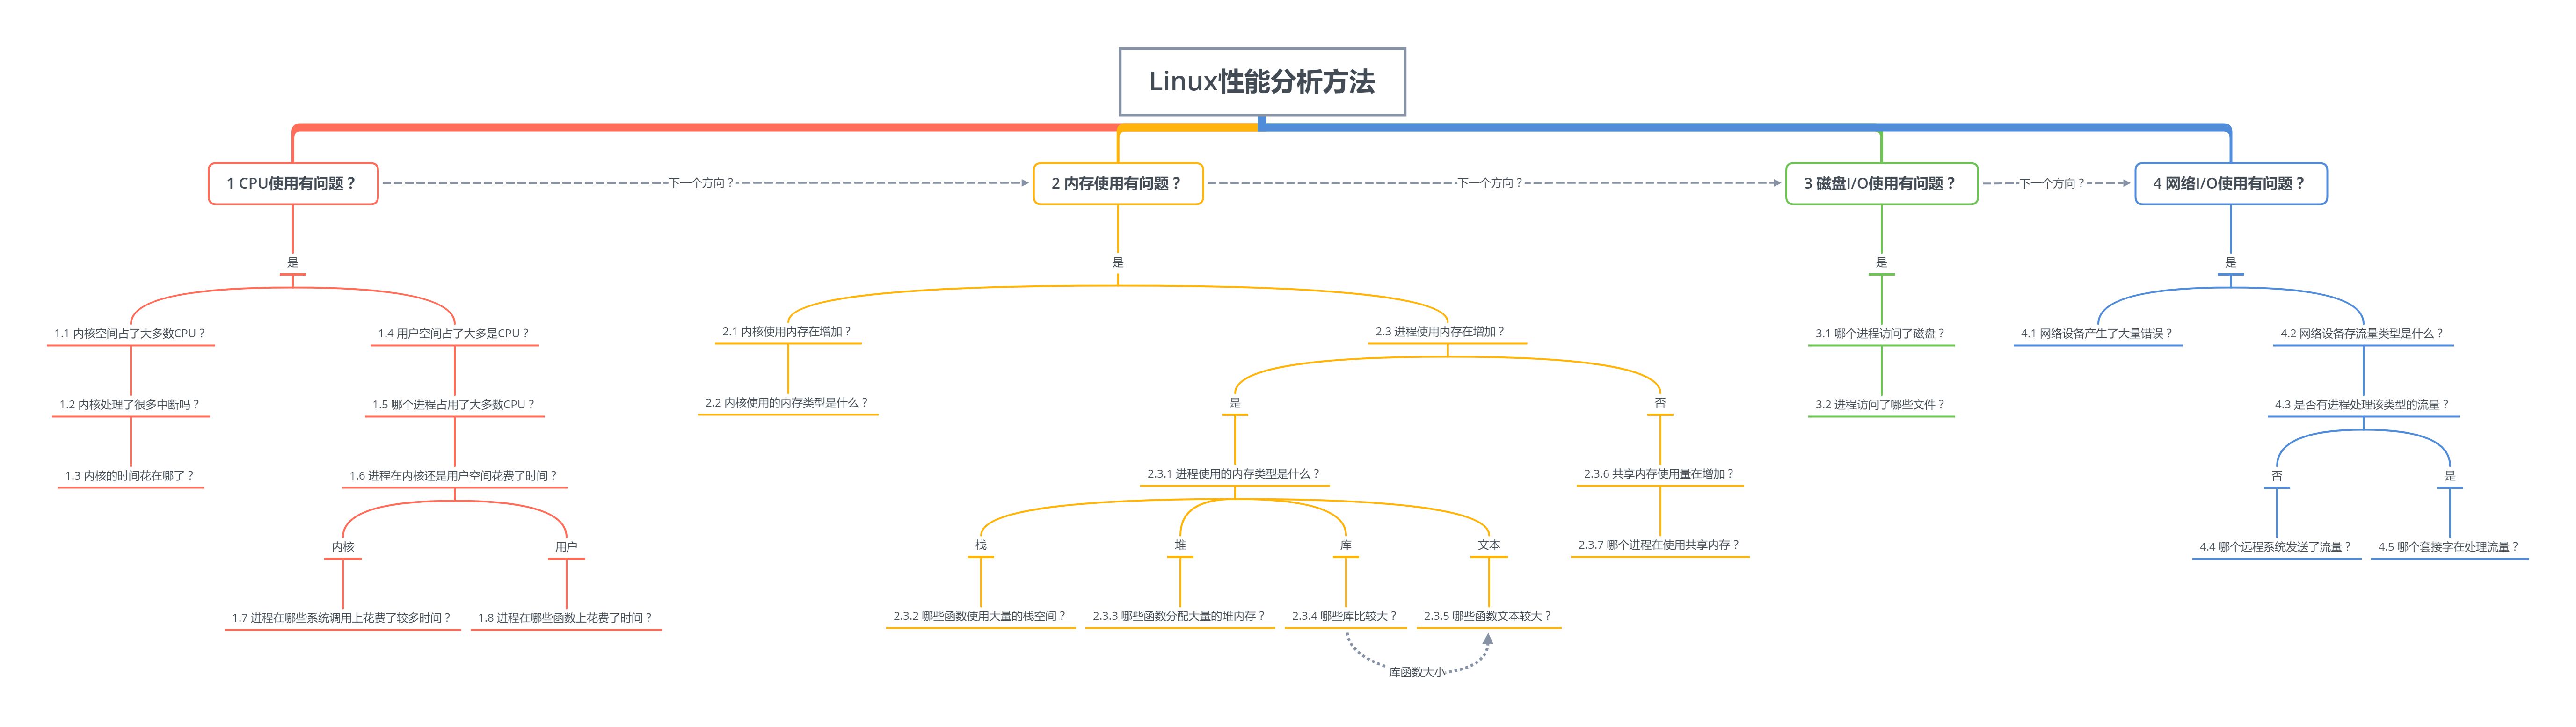 Linux性能分析方法
1 CPU使用有问题？
下一个方向？
2 内存使用有问题？
下一个方向？
3 磁盘I/O使用有问题？
下一个方向？
4 网络I/O使用有问题？
是
是
是
是
1.1 内核空间占了大多数CPU？
1.4 用户空间占了大多是CPU？
2.1 内核使用内存在增加？
2.3 进程使用内存在增加？
3.1 哪个进程访问了磁盘？
4.1 网络设备产生了大量错误？
4.2 网络设备存流量类型是什么？
1.2 内核处理了很多中断吗？
1.5 哪个进程占用了大多数CPU？
2.2 内核使用的内存类型是什么？
是
否
3.2 进程访问了哪些文件？
4.3 是否有进程处理该类型的流量？
1.3 内核的时间花在哪了？
1.6 进程在内核还是用户空间花费了时间？
2.3.1 进程使用的内存类型是什么？
2.3.6 共享内存使用量在增加？
否
是
内核
用户
栈
堆
库
文本
2.3.7 哪个进程在使用共享内存？
4.4 哪个远程系统发送了流量？
4.5 哪个套接字在处理流量？
1.7 进程在哪些系统调用上花费了较多时间？
1.8 进程在哪些函数上花费了时间？
2.3.2 哪些函数使用大量的栈空间？
2.3.3 哪些函数分配大量的堆内存？
2.3.4 哪些库比较大？
2.3.5 哪些函数文本较大？
库函数大小